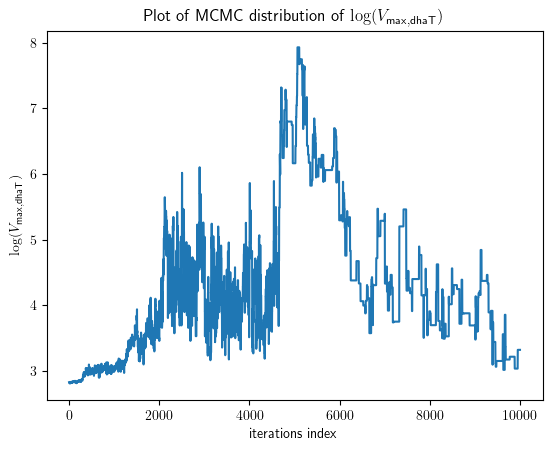 Plot of MCMC distribution of log(V_max,dhaT)
8
7
6
5
4
3
log(V_max,dhaT)
0 2000 4000 6000 8000 10000
iterations index